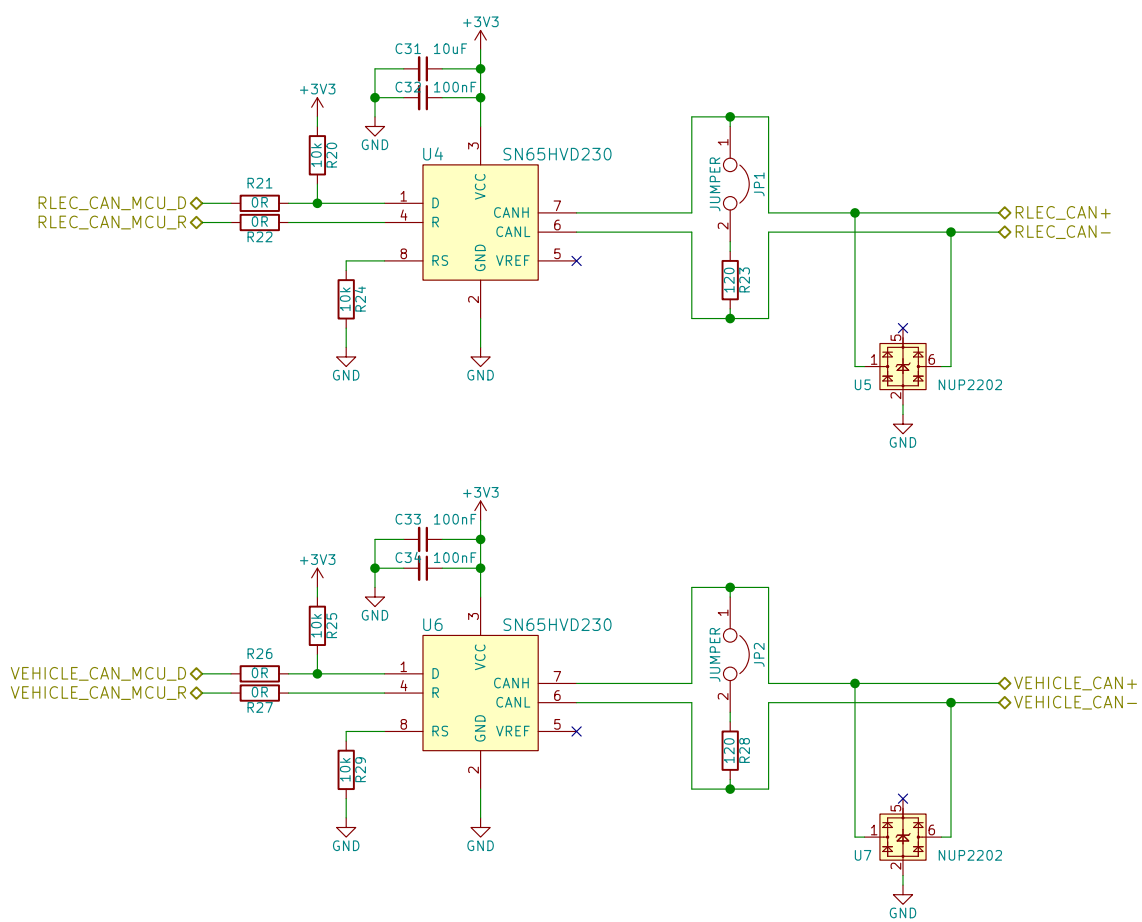 +3V3
C31 10uF
C32 100nF
+3V3
GND
10k
R20
3
U4
SN65HVD230
VCC
RLEC_CAN_MCU_D
R21
0R
1
D
RLEC_CAN_MCU_R
0R
R22
4
R
CANH
7
CANL
6
8
RS
GND
VREF
5
10k
R24
2
GND
GND
1
JUMPER
JP1
2
120
R23
RLEC_CAN+
RLEC_CAN-
5
1
6
U5
NUP2202
2
GND
+3V3
C33 100nF
C34 100nF
+3V3
GND
10k
R25
3
U6
SN65HVD230
VCC
VEHICLE_CAN_MCU_D
R26
0R
1
D
VEHICLE_CAN_MCU_R
0R
R27
4
R
CANH
7
CANL
6
8
RS
GND
VREF
5
10k
R29
2
GND
GND
1
JUMPER
JP2
2
120
R28
VEHICLE_CAN+
VEHICLE_CAN-
5
1
6
U7
NUP2202
2
GND